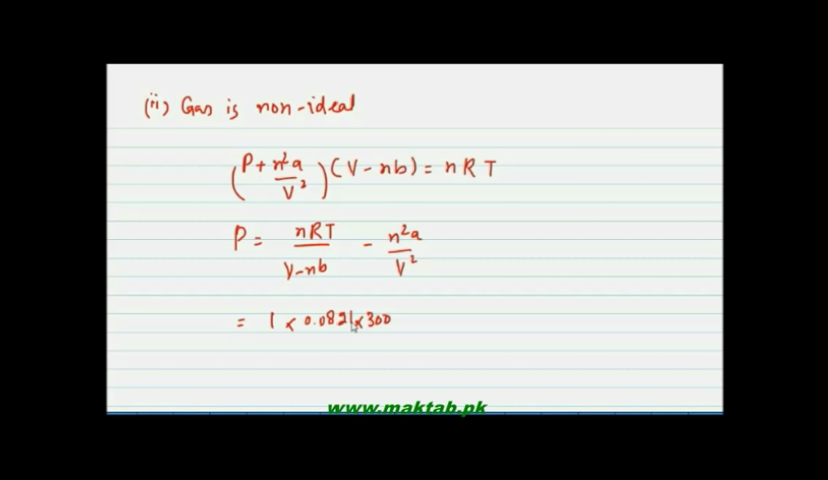 (ii) Gas is non-ideal
(P + n²a/V²)(V - nb) = nRT
P = nRT/V-nb - n²a/V²
= 1 × 0.0821 × 300
www.maktab.pk